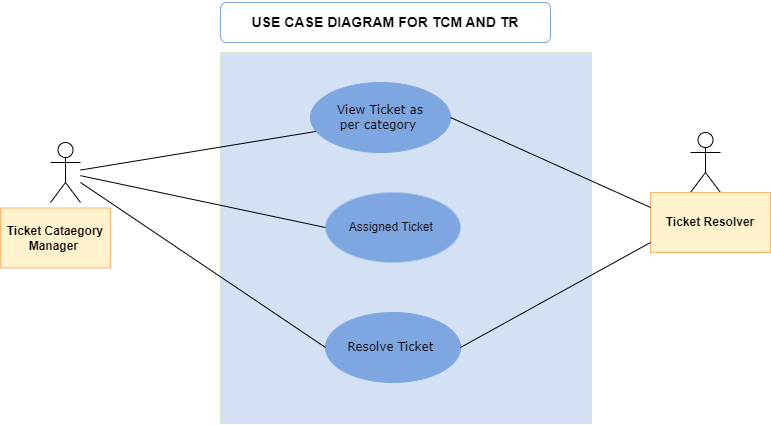 USE CASE DIAGRAM FOR TCM AND TR
View Ticket as
per category
Ticket Cataegory
Manager
Assigned Ticket
Ticket Resolver
Resolve Ticket